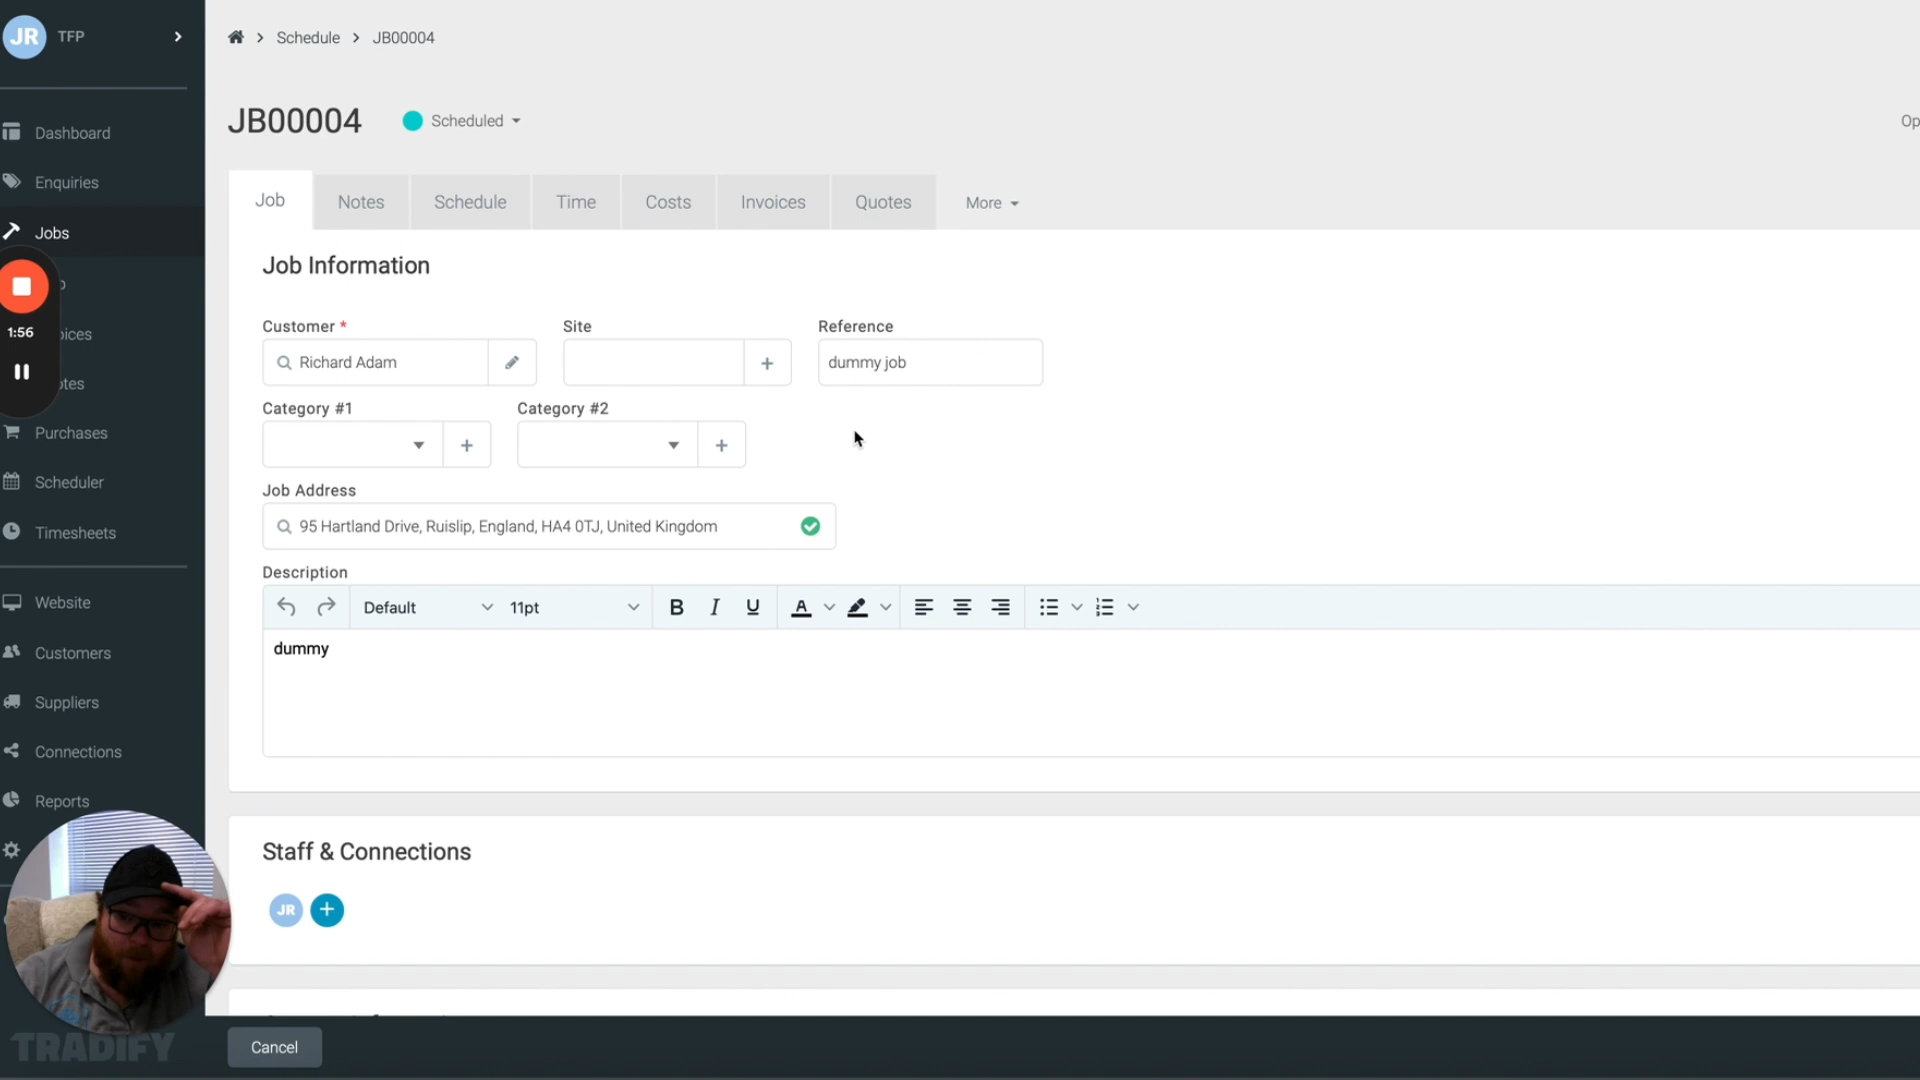 JR TFP
Schedule JB00004
JB00004 Scheduled
Op
Dashboard
Enquiries
Jobs
1:56
oices
otes
Purchases
Scheduler
Timesheets
Website
Customers
Suppliers
Connections
Reports
TRADIFY
Job Notes Schedule Time Costs Invoices Quotes More
Job Information
Customer * Site Reference
Richard Adam dummy job
Category #1 Category #2
Job Address
95 Hartland Drive, Ruislip, England, HA4 0TJ, United Kingdom
Description
Default 11pt B I U A
dummy
Staff & Connections
JR
Cancel